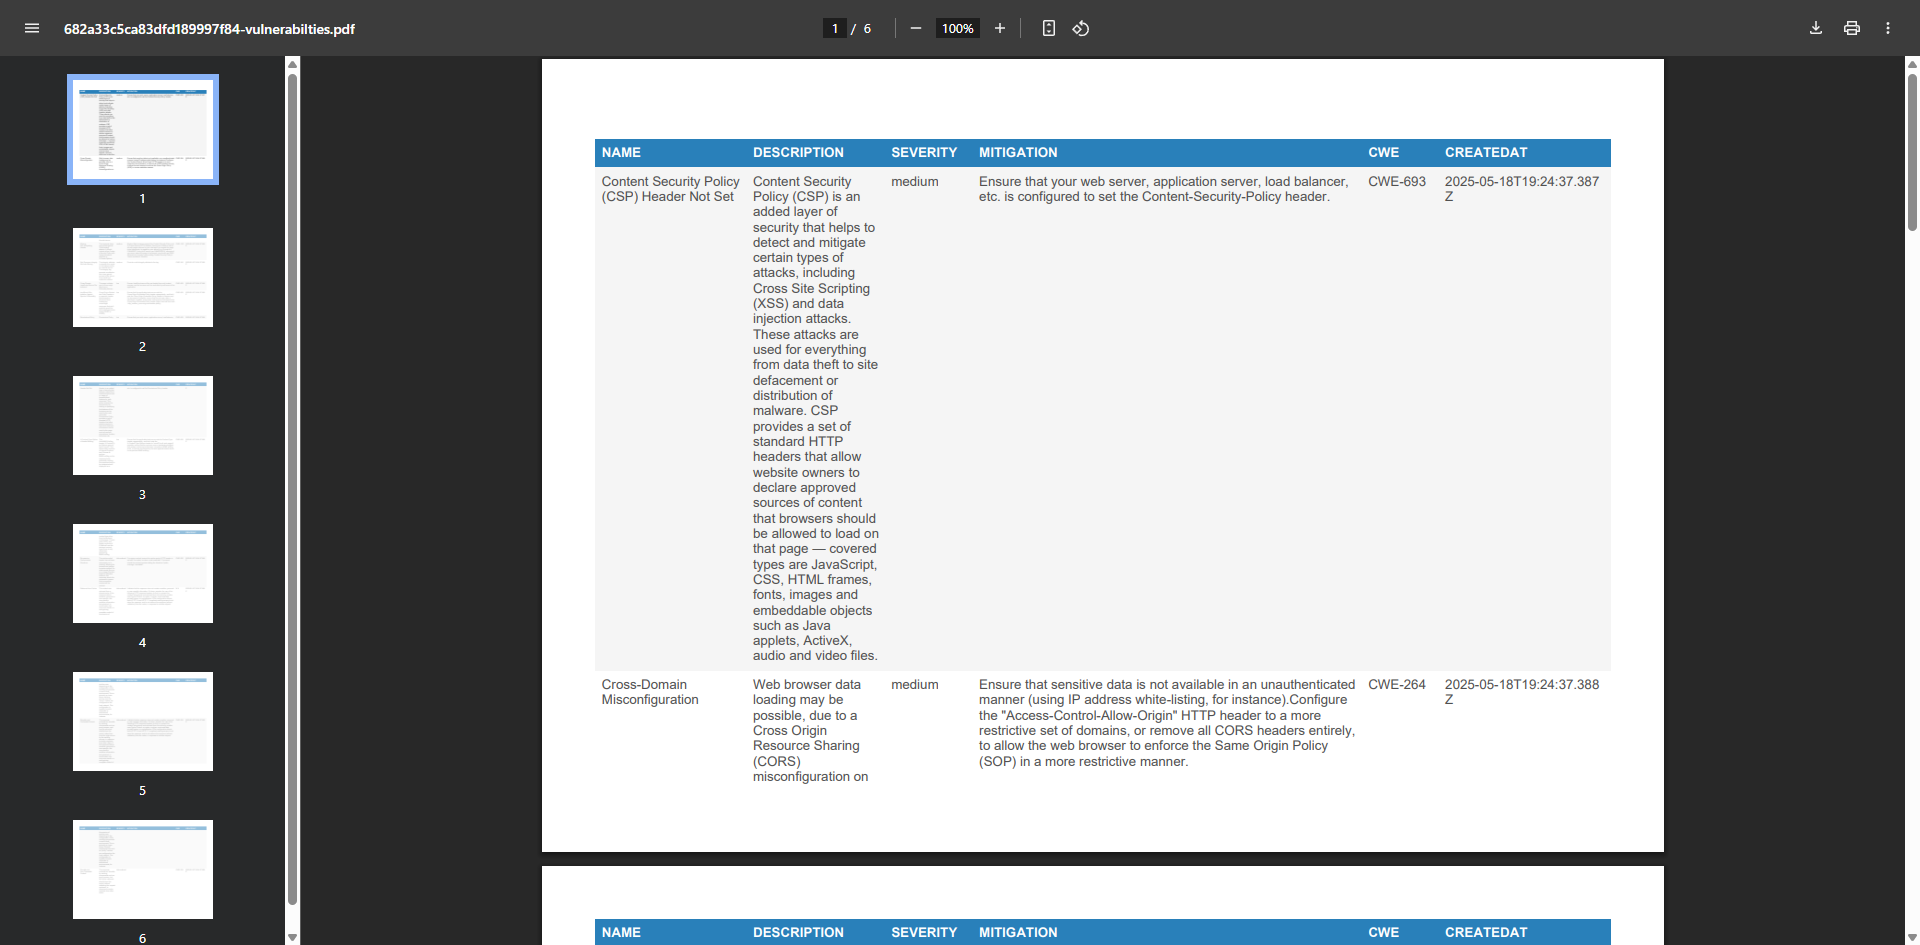 682a33c5ca83dfd189997f84-vulnerabilties.pdf
1 / 6
100%
1
2
3
4
5
6
NAME DESCRIPTION SEVERITY MITIGATION CWE CREATEDAT
Content Security Policy
(CSP) Header Not Set
Content Security
Policy (CSP) is an
added layer of
security that helps to
detect and mitigate
certain types of
attacks, including
Cross Site Scripting
(XSS) and data
injection attacks.
These attacks are
used for everything
from data theft to site
defacement or
distribution of
malware. CSP
provides a set of
standard HTTP
headers that allow
website owners to
declare approved
sources of content
that browsers should
be allowed to load on
that page — covered
types are JavaScript,
CSS, HTML frames,
fonts, images and
embeddable objects
such as Java
applets, ActiveX,
audio and video files.
medium
Ensure that your web server, application server, load balancer,
etc. is configured to set the Content-Security-Policy header.
CWE-693
2025-05-18T19:24:37.387
Z
Cross-Domain
Misconfiguration
Web browser data
loading may be
possible, due to a
Cross Origin
Resource Sharing
(CORS)
misconfiguration on
medium
Ensure that sensitive data is not available in an unauthenticated
manner (using IP address white-listing, for instance).Configure
the "Access-Control-Allow-Origin" HTTP header to a more
restrictive set of domains, or remove all CORS headers entirely,
to allow the web browser to enforce the Same Origin Policy
(SOP) in a more restrictive manner.
CWE-264
2025-05-18T19:24:37.388
Z
NAME DESCRIPTION SEVERITY MITIGATION CWE CREATEDAT